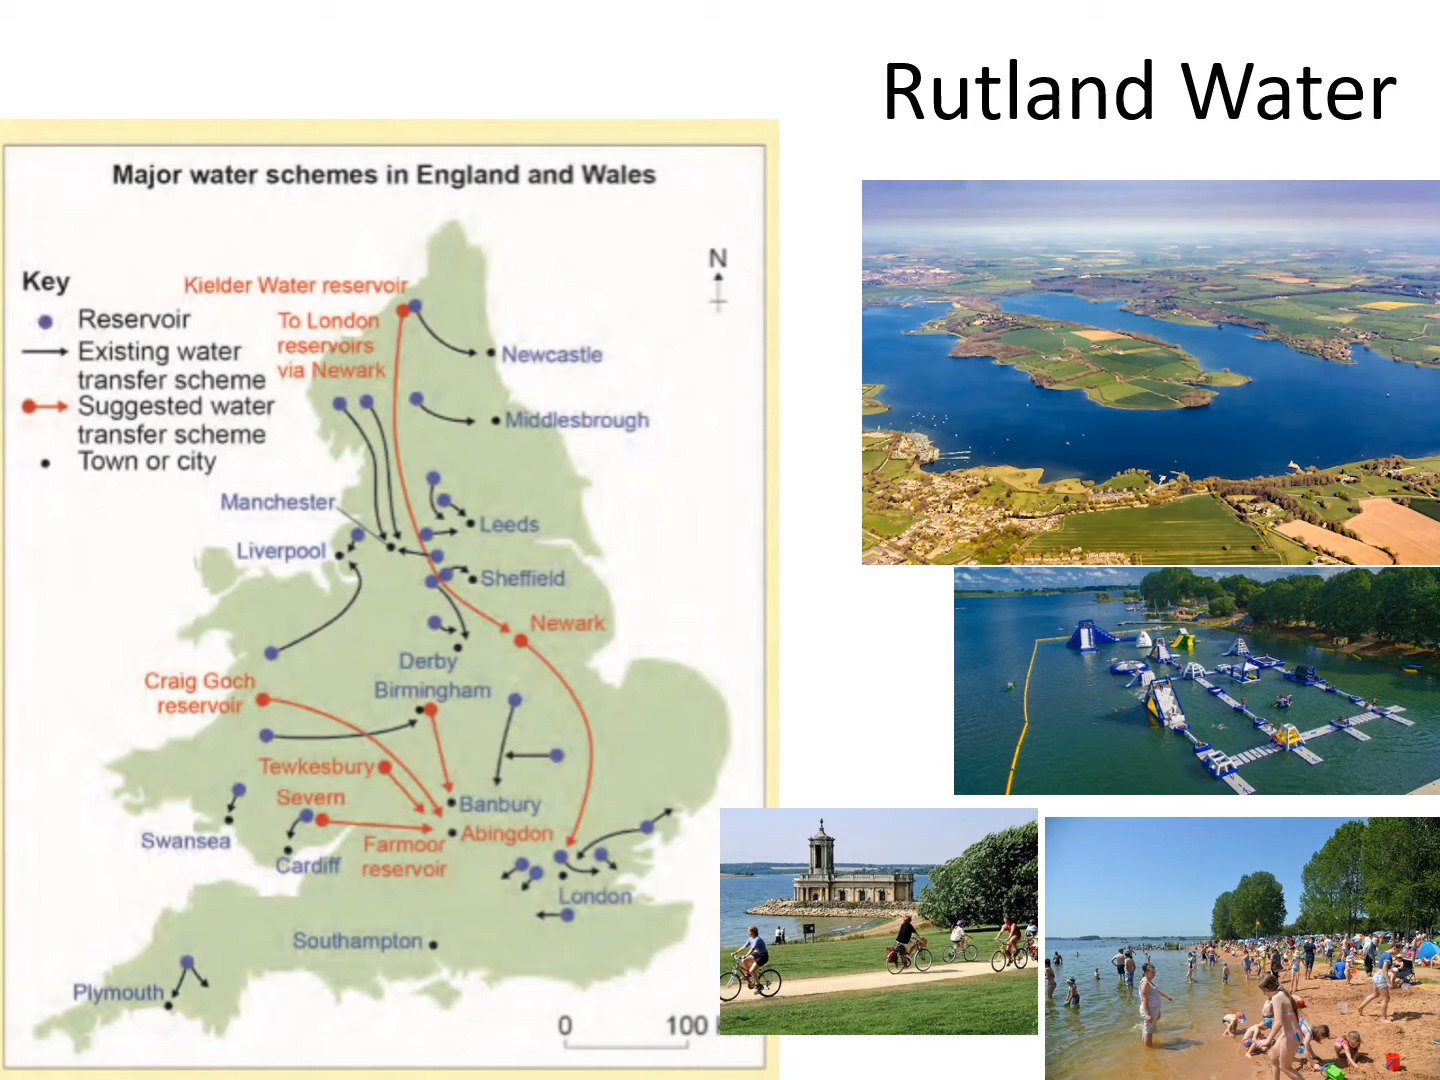 Rutland Water
Major water schemes in England and Wales
N
Key
Reservoir
Existing water
transfer scheme
Suggested water
transfer scheme
Town or city
Kielder Water reservoir
To London
reservoirs
via Newark
Newcastle
Middlesbrough
Manchester
Leeds
Liverpool
Sheffield
Newark
Derby
Craig Goch
reservoir
Birmingham
Tewkesbury
Severn
Banbury
Swansea
Abingdon
Cardiff
Farmoor
reservoir
London
Southampton
Plymouth
0 100